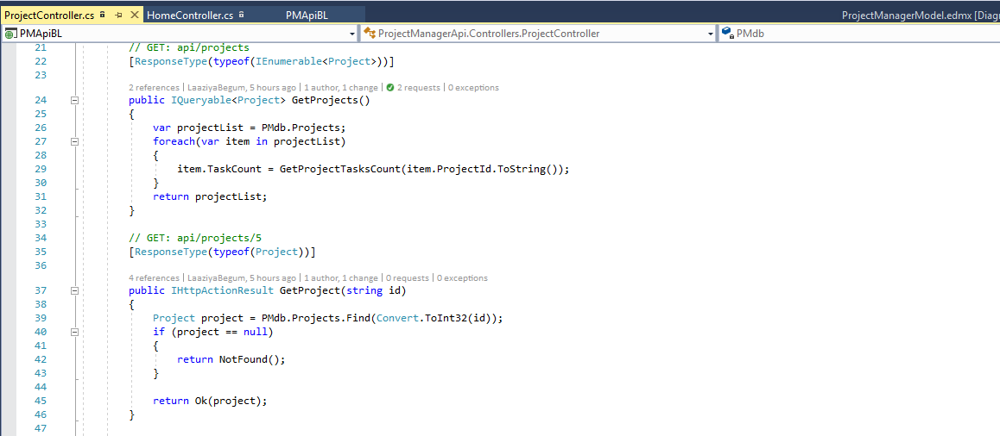 ProjectController.cs HomeController.cs PMApiBL ProjectManagerModel.edmx [Diagr
PMApiBL ProjectManagerApi.Controllers.ProjectController PMdb
21 // GET: api/projects
22 [ResponseType(typeof(IEnumerable<Project>))]
23
2 references | LaaziyaBegum, 5 hours ago | 1 author, 1 change | 2 requests | 0 exceptions
24 public IQueryable<Project> GetProjects()
25 {
26 var projectList = PMdb.Projects;
27 foreach(var item in projectList)
28 {
29 item.TaskCount = GetProjectTasksCount(item.ProjectId.ToString());
30 }
31 return projectList;
32 }
33
34 // GET: api/projects/5
35 [ResponseType(typeof(Project))]
36
4 references | LaaziyaBegum, 5 hours ago | 1 author, 1 change | 0 requests | 0 exceptions
37 public IHttpActionResult GetProject(string id)
38 {
39 Project project = PMdb.Projects.Find(Convert.ToInt32(id));
40 if (project == null)
41 {
42 return NotFound();
43 }
44
45 return Ok(project);
46 }
47